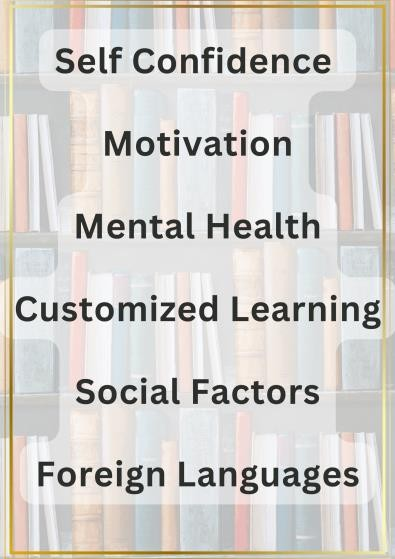 Self Confidence
Motivation
Mental Health
Customized Learning
Social Factors
Foreign Languages